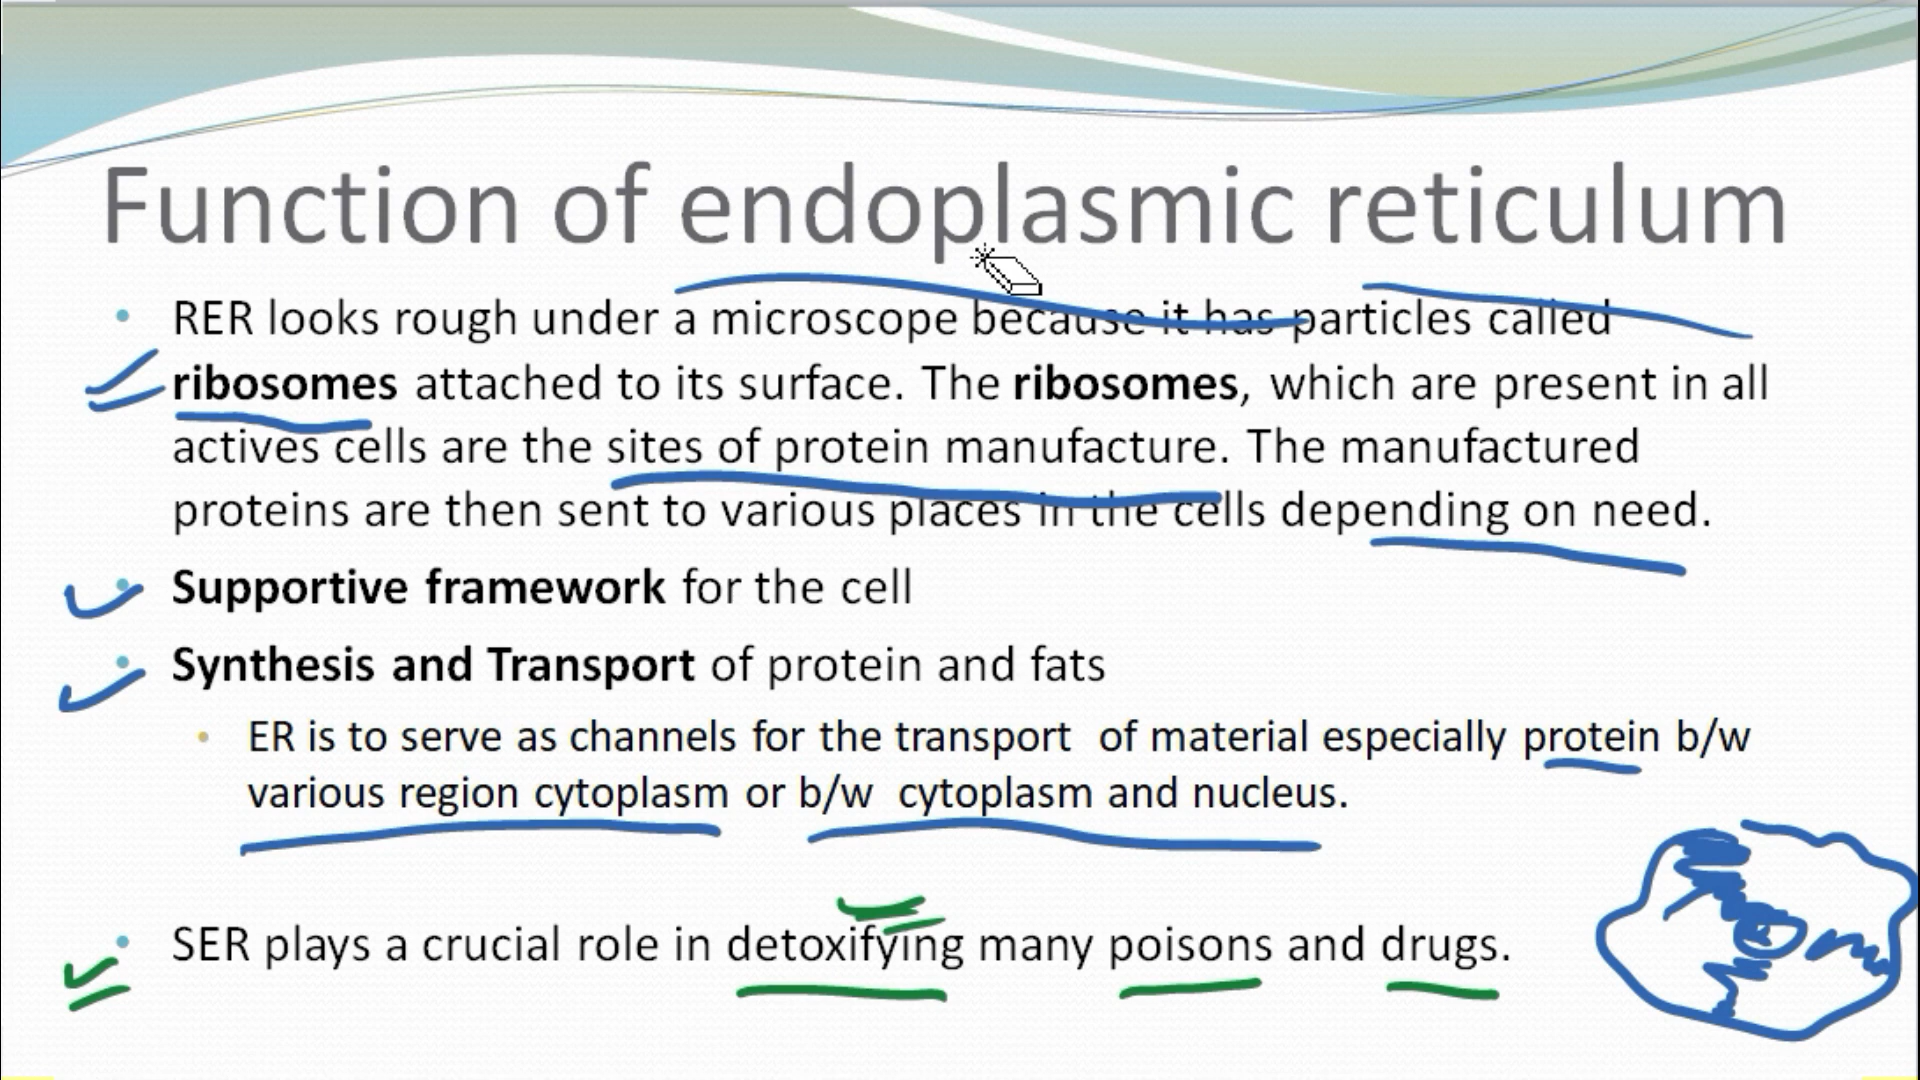 Function of endoplasmic reticulum
• RER looks rough under a microscope because it has particles called
ribosomes attached to its surface. The ribosomes, which are present in all
actives cells are the sites of protein manufacture. The manufactured
proteins are then sent to various places in the cells depending on need.
• Supportive framework for the cell
• Synthesis and Transport of protein and fats
• ER is to serve as channels for the transport of material especially protein b/w
various region cytoplasm or b/w cytoplasm and nucleus.
• SER plays a crucial role in detoxifying many poisons and drugs.